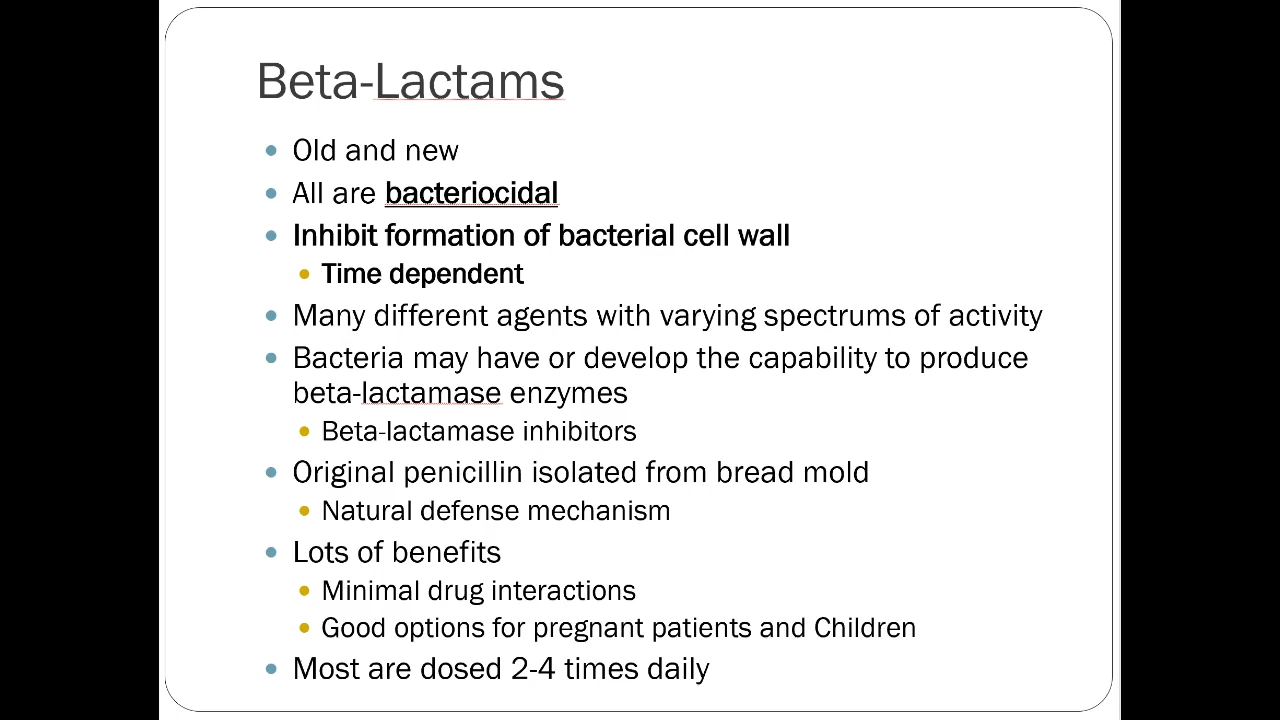 Beta-Lactams
Old and new
All are bacteriocidal
Inhibit formation of bacterial cell wall
Time dependent
Many different agents with varying spectrums of activity
Bacteria may have or develop the capability to produce
beta-lactamase enzymes
Beta-lactamase inhibitors
Original penicillin isolated from bread mold
Natural defense mechanism
Lots of benefits
Minimal drug interactions
Good options for pregnant patients and Children
Most are dosed 2-4 times daily